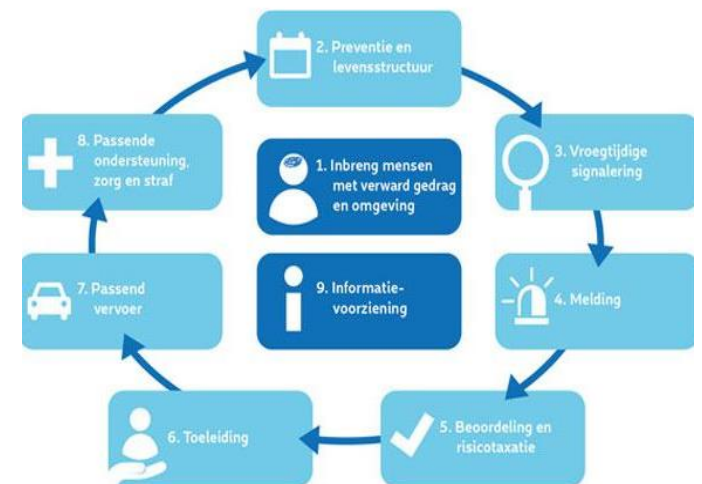 2. Preventie en
levensstructuur
8. Passende
ondersteuning,
zorg en straf
1. Inbreng mensen
met verward gedrag
en omgeving
3. Vroegtijdige
signalering
7. Passend
vervoer
9. Informatie-
voorziening
4. Melding
6. Toeleiding
5. Beoordeling en
risicotaxatie